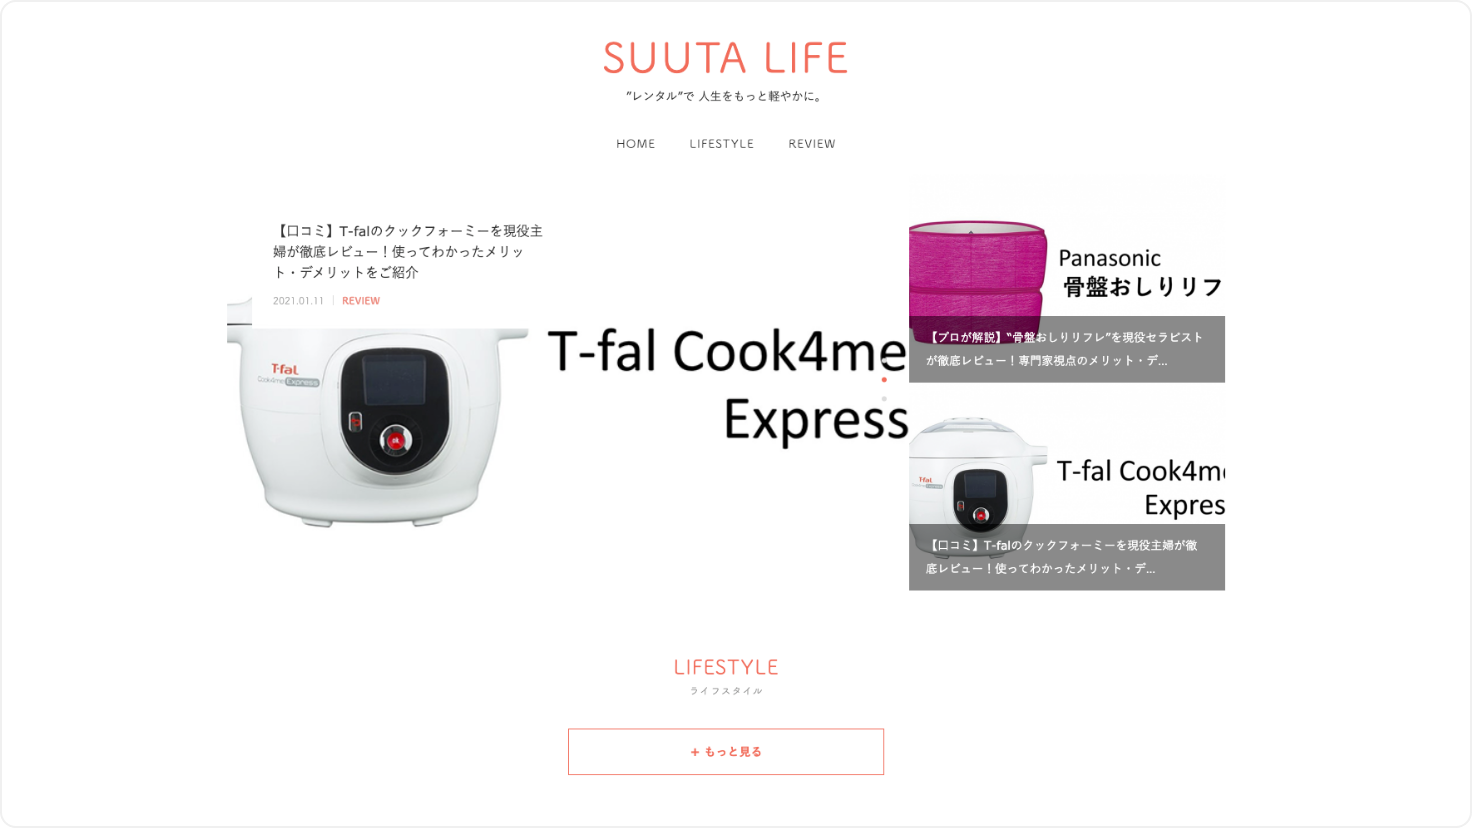 SUUTA LIFE
”レンタル”で 人生をもっと軽やかに。
HOME LIFESTYLE REVIEW
【口コミ】T-falのクックフォーミーを現役主
婦が徹底レビュー！使ってわかったメリッ
ト・デメリットをご紹介
2021.01.11 REVIEW
T-faL
Cook4me Express
ok
T-fal Cook4me
Express
Panasonic
骨盤おしりリフ
【プロが解説】“骨盤おしりリフレ”を現役セラピスト
が徹底レビュー！専門家視点のメリット・デ...
T-faL
Cook4me Express
T-fal Cook4me
Expres
【口コミ】T-falのクックフォーミーを現役主婦が徹
底レビュー！使ってわかったメリット・デ...
LIFESTYLE
ライフスタイル
+ もっと見る